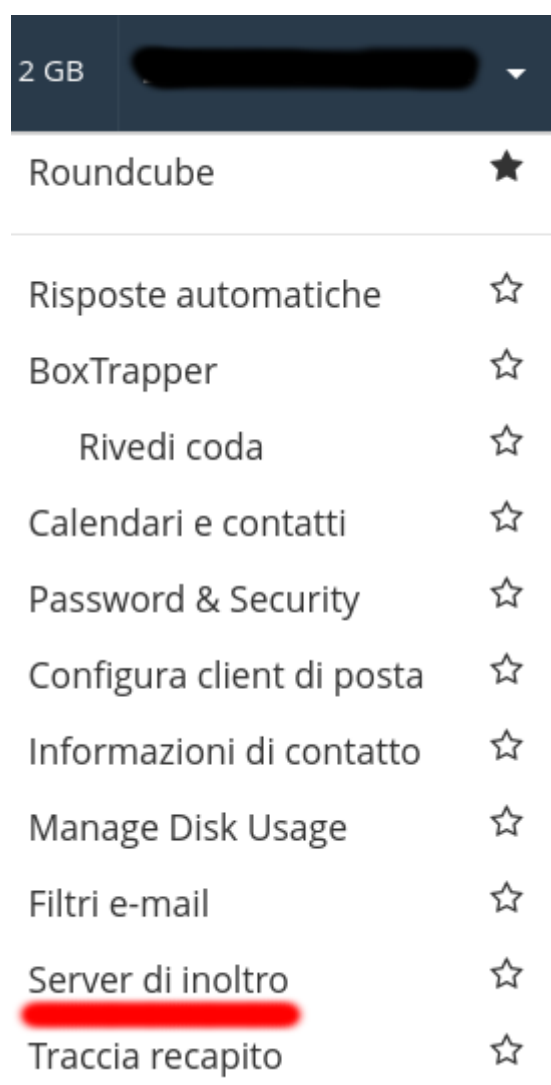 2 GB
Roundcube
Risposte automatiche
BoxTrapper
Rivedi coda
Calendari e contatti
Password & Security
Configura client di posta
Informazioni di contatto
Manage Disk Usage
Filtri e-mail
Server di inoltro
Traccia recapito